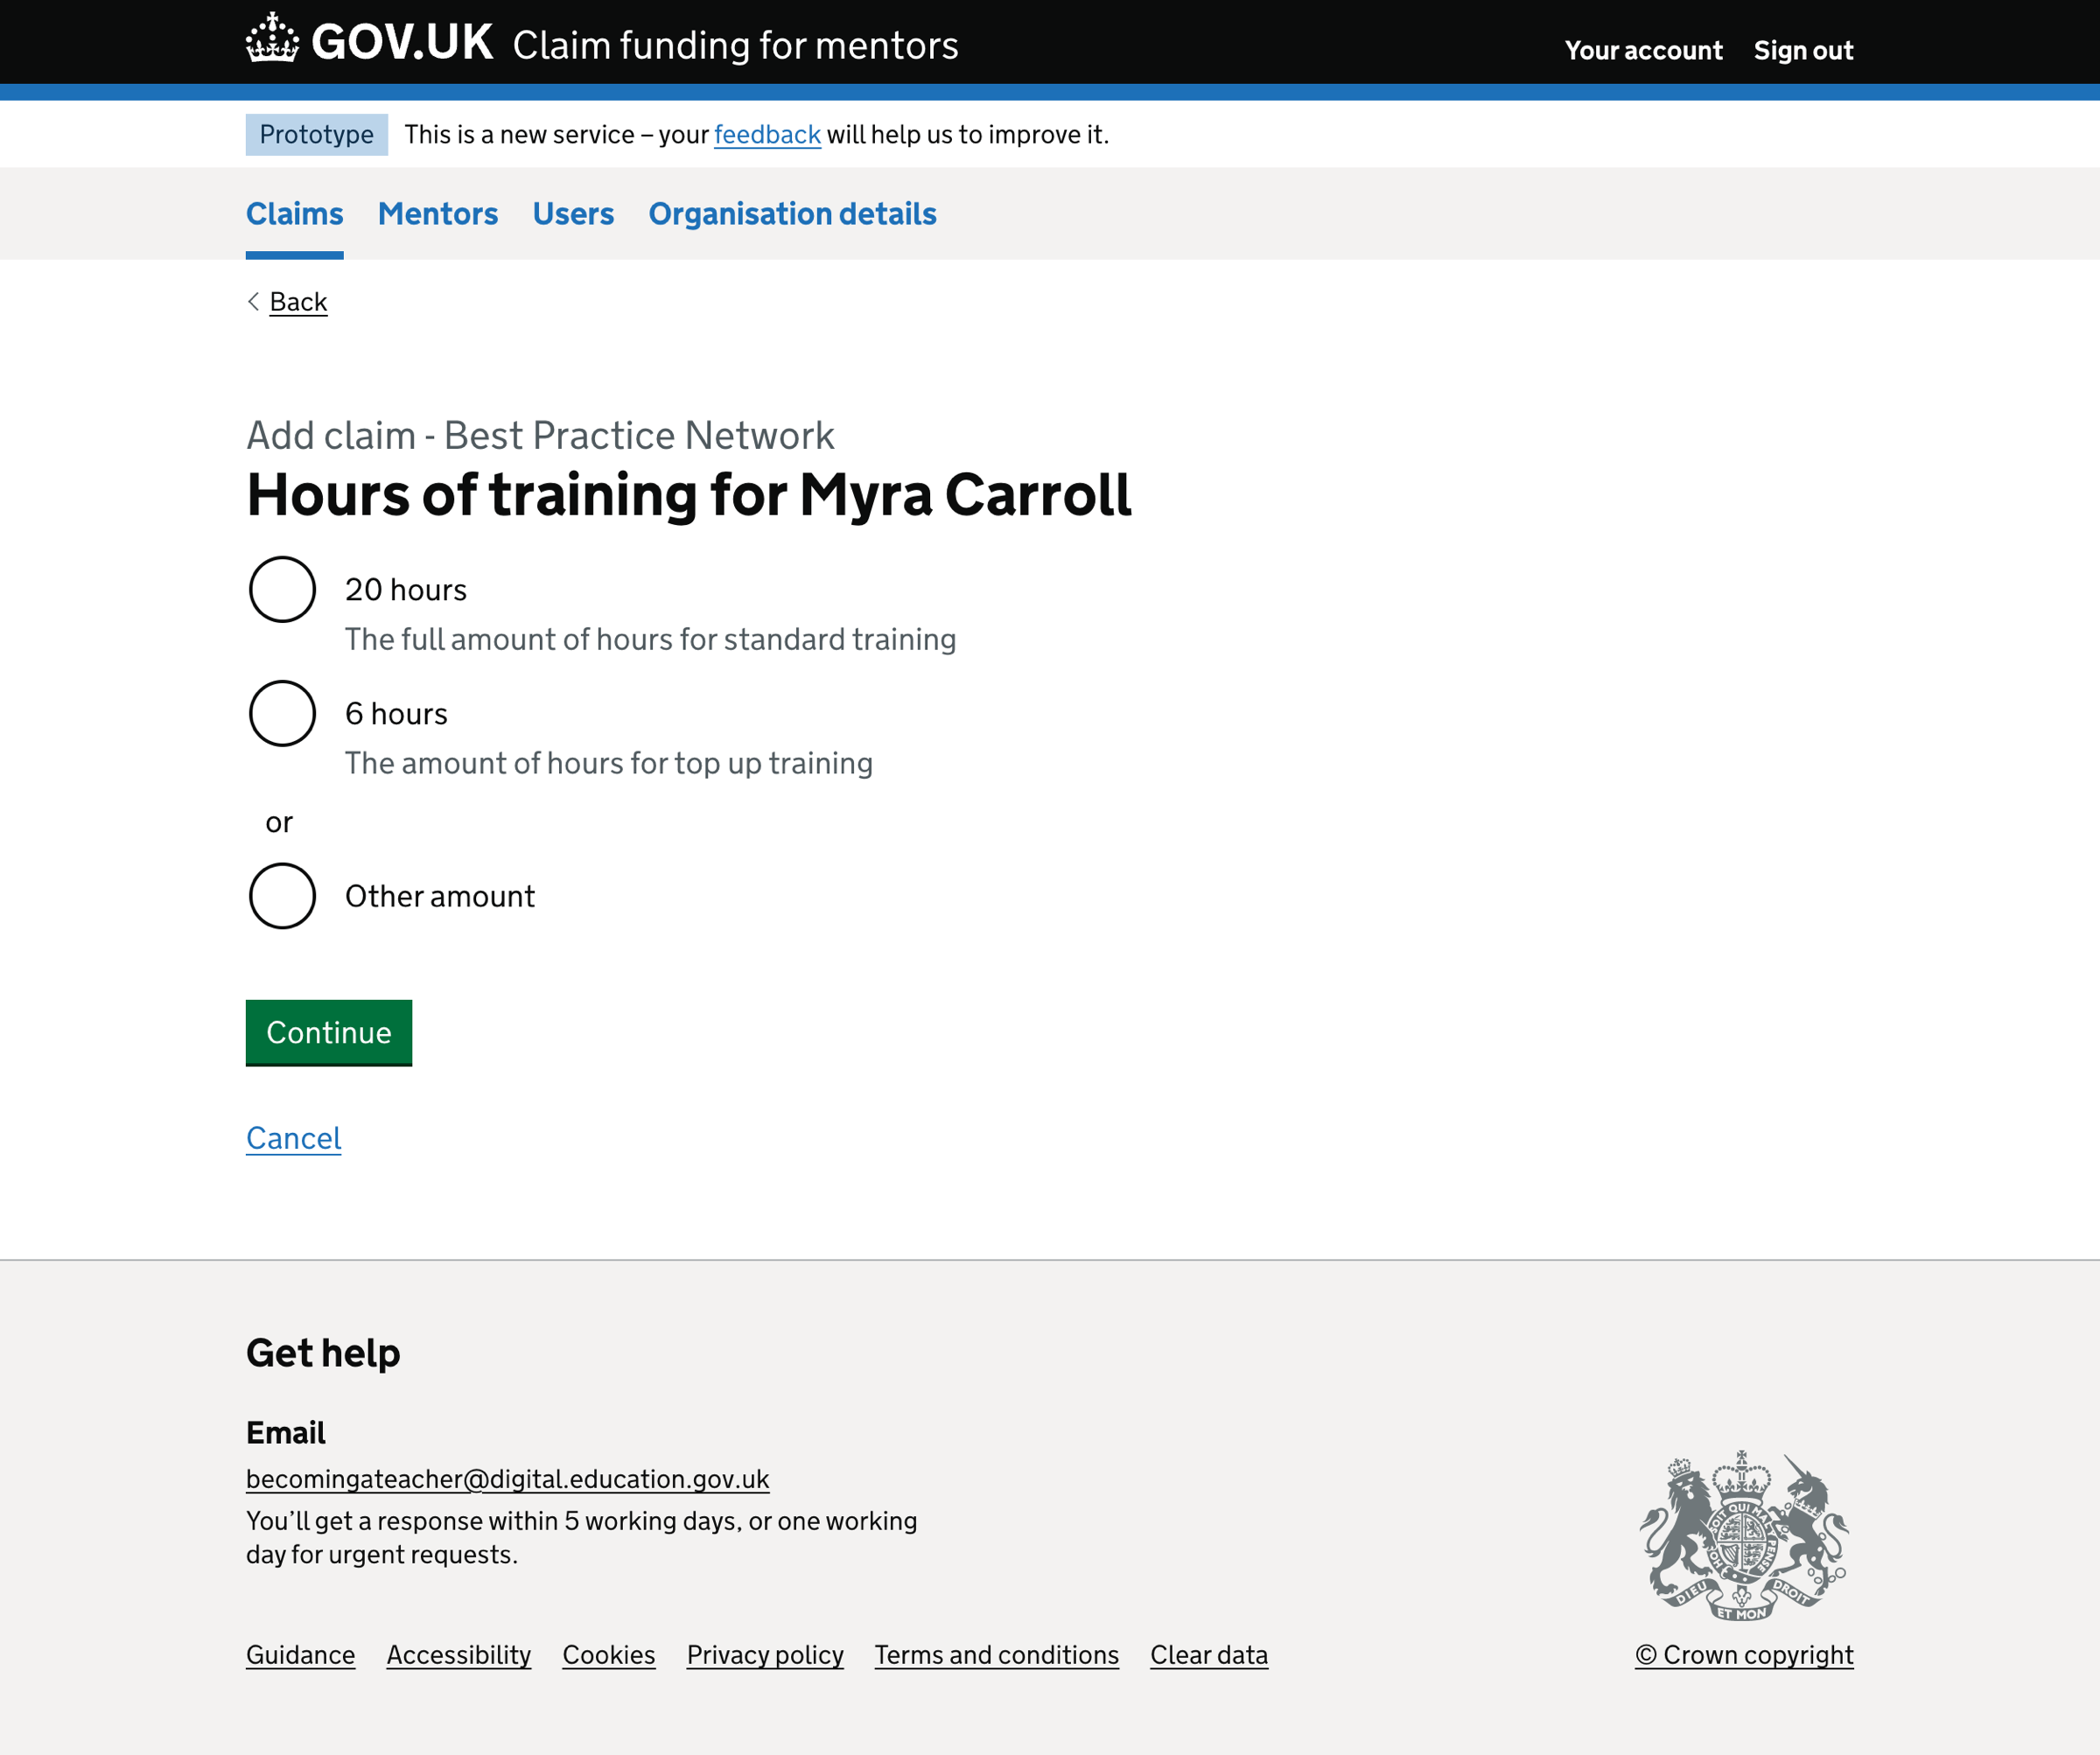 GOV.UK Claim funding for mentors Your account Sign out
Prototype This is a new service – your feedback will help us to improve it.
Claims Mentors Users Organisation details
Back
Add claim - Best Practice Network
Hours of training for Myra Carroll
20 hours
The full amount of hours for standard training
6 hours
The amount of hours for top up training
or
Other amount
Continue
Cancel
Get help
Email
becomingateacher@digital.education.gov.uk
You’ll get a response within 5 working days, or one working
day for urgent requests.
SOIT QUI MAL
PENSE
HON
DIEU ET MON DROIT
Guidance Accessibility Cookies Privacy policy Terms and conditions Clear data © Crown copyright